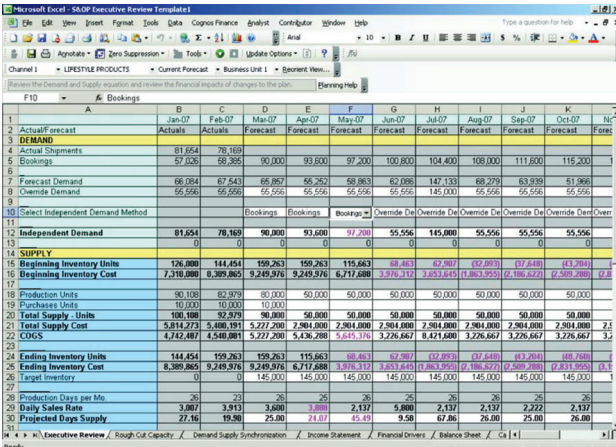 Microsoft Excel - S&OP Executive Review Template1
File Edit View Insert Format Tools Data Cognos Finance Analyst Contributor Window Help Type a question for help
Arial 10 B I U $ %
Annotate Zero Suppression Tools Update Options
Channel 1 LIFESTYLE PRODUCTS Current Forecast Business Unit 1 Reorient View...
Review the Demand and Supply equation and review the financial impacts of changes to the plan. Planning Help
F10 fx Bookings
A B C D E F G H I J K
1 Jan-07 Feb-07 Mar-07 Apr-07 May-07 Jun-07 Jul-07 Aug-07 Sep-07 Oct-07
2 Actual/Forecast Actuals Actuals Forecast Forecast Forecast Forecast Forecast Forecast Forecast Forecast
3 DEMAND
4 Actual Shipments 81,654 78,169
5 Bookings 57,026 58,385 90,000 93,600 97,200 100,800 104,400 108,000 111,600 115,200
6
7 Forecast Demand 66,084 67,543 65,857 55,252 58,863 62,086 147,133 68,279 63,939 51,966
8 Override Demand 55,556 55,556 55,556 55,556 55,556 55,556 145,000 55,556 55,556 55,556
9
10 Select Independent Demand Method Bookings Bookings Bookings Override De Override De Override De Override De Override Dem
11
12 Independent Demand 81,654 78,169 90,000 93,600 97,200 55,556 145,000 55,556 55,556 55,556
13 0 0 0 0 0 0 0 0 0 0
14 SUPPLY
15 Beginning Inventory Units 126,000 144,454 159,263 159,263 115,663 68,463 62,907 (32,093) (37,648) (43,204)
16 Beginning Inventory Cost 7,318,000 8,389,865 9,249,976 9,249,976 6,717,688 3,976,312 3,653,645 (1,863,955) (2,186,622) (2,509,288)
17
18 Production Units 90,108 82,979 80,000 50,000 50,000 50,000 50,000 50,000 50,000 50,000
19 Purchases Units 10,000 10,000 10,000
20 Total Supply - Units 100,108 92,979 90,000 50,000 50,000 50,000 50,000 50,000 50,000 50,000
21 Total Supply Cost 5,814,273 5,400,191 5,227,200 2,904,000 2,904,000 2,904,000 2,904,000 2,904,000 2,904,000 2,904,000
22 COGS 4,742,407 4,540,081 5,227,200 5,436,288 5,645,376 3,226,667 8,421,600 3,226,667 3,226,667 3,226,667
23
24 Ending Inventory Units 144,454 159,263 159,263 115,663 68,463 62,907 (32,093) (37,648) (43,204) (48,760)
25 Ending Inventory Cost 8,389,865 9,249,976 9,249,976 6,717,688 3,976,312 3,653,645 (1,863,955) (2,186,622) (2,509,288) (2,831,955)
26 Target Inventory 0 0 145,000 145,000 145,000 145,000 145,000 145,000 145,000 145,000
27
28 Production Days per Mo. 26 23 25 26 25 26 25 26 25 26
29 Daily Sales Rate 3,007 3,913 3,600 3,888 2,137 5,800 2,137 2,137 2,222 2,137
30 Projected Days Supply 27.16 19.98 25.00 24.07 45.49 9.58 67.86 26.00 25.00 26.00
Executive Review Rough Cut Capacity Demand Supply Synchronization Income Statement Financial Drivers Balance Sheet